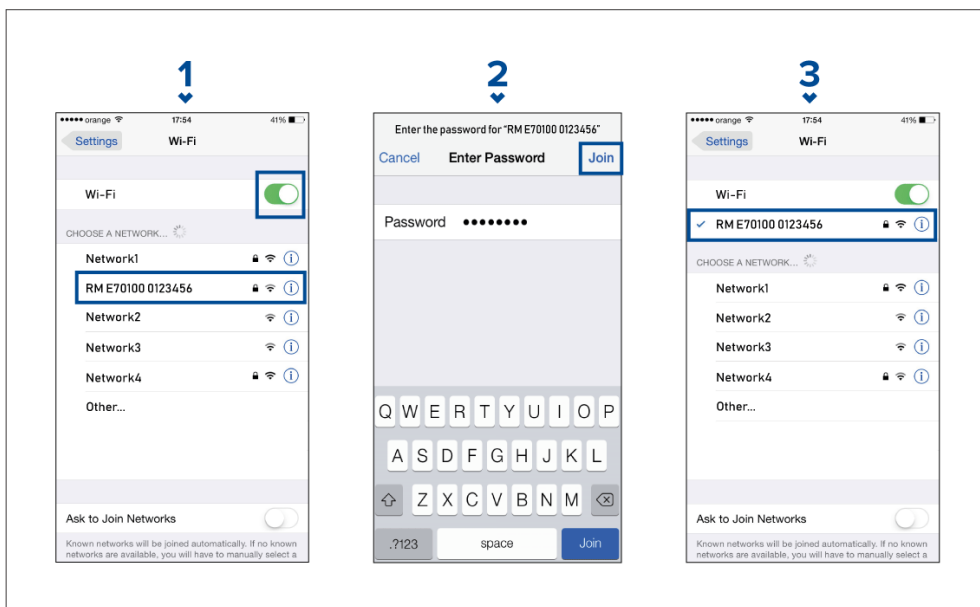 1
••••• orange 17:54 41%
Settings Wi-Fi
Wi-Fi
CHOOSE A NETWORK...
Network1
RM E70100 0123456
Network2
Network3
Network4
Other...
Ask to Join Networks
Known networks will be joined automatically. If no known
networks are available, you will have to manually select a
2
Enter the password for "RM E70100 0123456"
Cancel Enter Password Join
Password ••••••••
Q W E R T Y U I O P
A S D F G H J K L
Z X C V B N M
.?123 space Join
3
••••• orange 17:54 41%
Settings Wi-Fi
Wi-Fi
✓ RM E70100 0123456
CHOOSE A NETWORK...
Network1
Network2
Network3
Network4
Other...
Ask to Join Networks
Known networks will be joined automatically. If no known
networks are available, you will have to manually select a